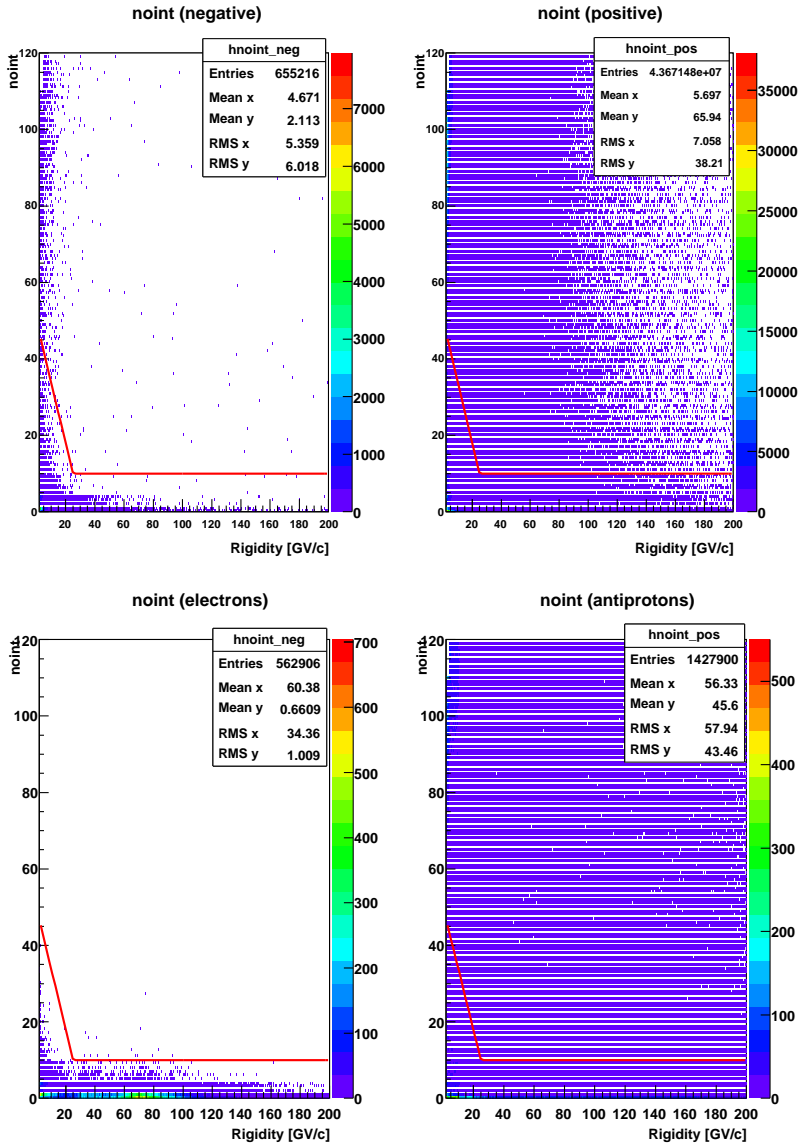 noint (negative)
noint
120
100
80
60
40
20
0
20 40 60 80 100 120 140 160 180 200
Rigidity [GV/c]
hnoint_neg
Entries 655216
Mean x 4.671
Mean y 2.113
RMS x 5.359
RMS y 6.018
7000
6000
5000
4000
3000
2000
1000
0
noint (positive)
noint
120
100
80
60
40
20
0
20 40 60 80 100 120 140 160 180 200
Rigidity [GV/c]
hnoint_pos
Entries 4.367148e+07
Mean x 5.697
Mean y 65.94
RMS x 7.058
RMS y 38.21
35000
30000
25000
20000
15000
10000
5000
0
noint (electrons)
noint
120
100
80
60
40
20
0
20 40 60 80 100 120 140 160 180 200
Rigidity [GV/c]
hnoint_neg
Entries 562906
Mean x 60.38
Mean y 0.6609
RMS x 34.36
RMS y 1.009
700
600
500
400
300
200
100
0
noint (antiprotons)
noint
120
100
80
60
40
20
0
20 40 60 80 100 120 140 160 180 200
Rigidity [GV/c]
hnoint_pos
Entries 1427900
Mean x 56.33
Mean y 45.6
RMS x 57.94
RMS y 43.46
500
400
300
200
100
0